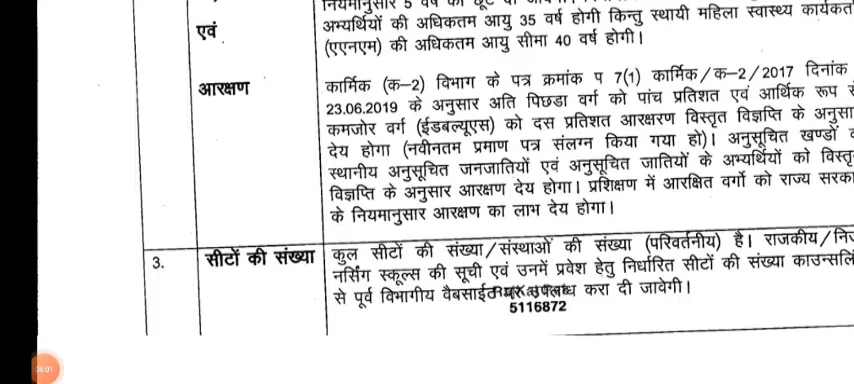 नियमानुसार 5 वर्ष की छूट दी
एवं
अभ्यर्थियों की अधिकतम आयु 35 वर्ष होगी किन्तु स्थायी महिला स्वास्थ्य कार्यकर्त
(एएनएम) की अधिकतम आयु सीमा 40 वर्ष होगी।
आरक्षण
कार्मिक (क–2) विभाग के पत्र क्रमांक प 7(1) कार्मिक/क–2/2017 दिनांक
23.06.2019 के अनुसार अति पिछडा वर्ग को पांच प्रतिशत एवं आर्थिक रूप से
कमजोर वर्ग (ईडबल्यूएस) को दस प्रतिशत आरक्षरण विस्तृत विज्ञप्ति के अनुसा
देय होगा (नवीनतम प्रमाण पत्र संलग्न किया गया हो)। अनुसूचित खण्डों
स्थानीय अनुसूचित जनजातियों एवं अनुसूचित जातियों के अभ्यर्थियों को विस्तृ
विज्ञप्ति के अनुसार आरक्षण देय होगा। प्रशिक्षण में आरक्षित वर्गो को राज्य सरका
के नियमानुसार आरक्षण का लाभ देय होगा।
3. सीटों की संख्या कुल सीटों की संख्या/संस्थाओं की संख्या (परिवर्तनीय) है। राजकीय/निज
नर्सिंग स्कूल्स की सूची एवं उनमें प्रवेश हेतु निर्धारित सीटों की संख्या काउन्सलि
से पूर्व विभागीय वैबसाईट पर उपलब्ध करा दी जावेगी।
5116872
08:01